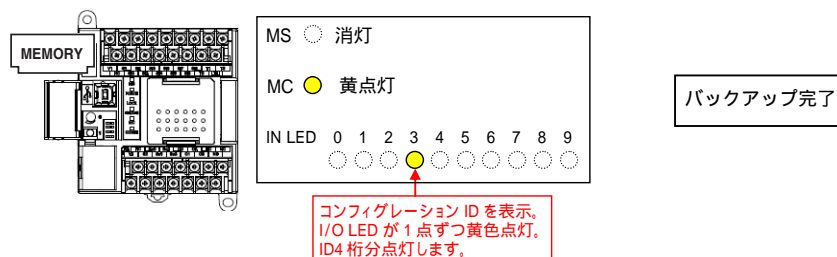 MEMORY
MS 消灯
MC 黄点灯
IN LED 0 1 2 3 4 5 6 7 8 9
コンフィグレーション ID を表示。
I/O LED が 1 点ずつ黄色点灯。
ID4 桁分点灯します。
バックアップ完了